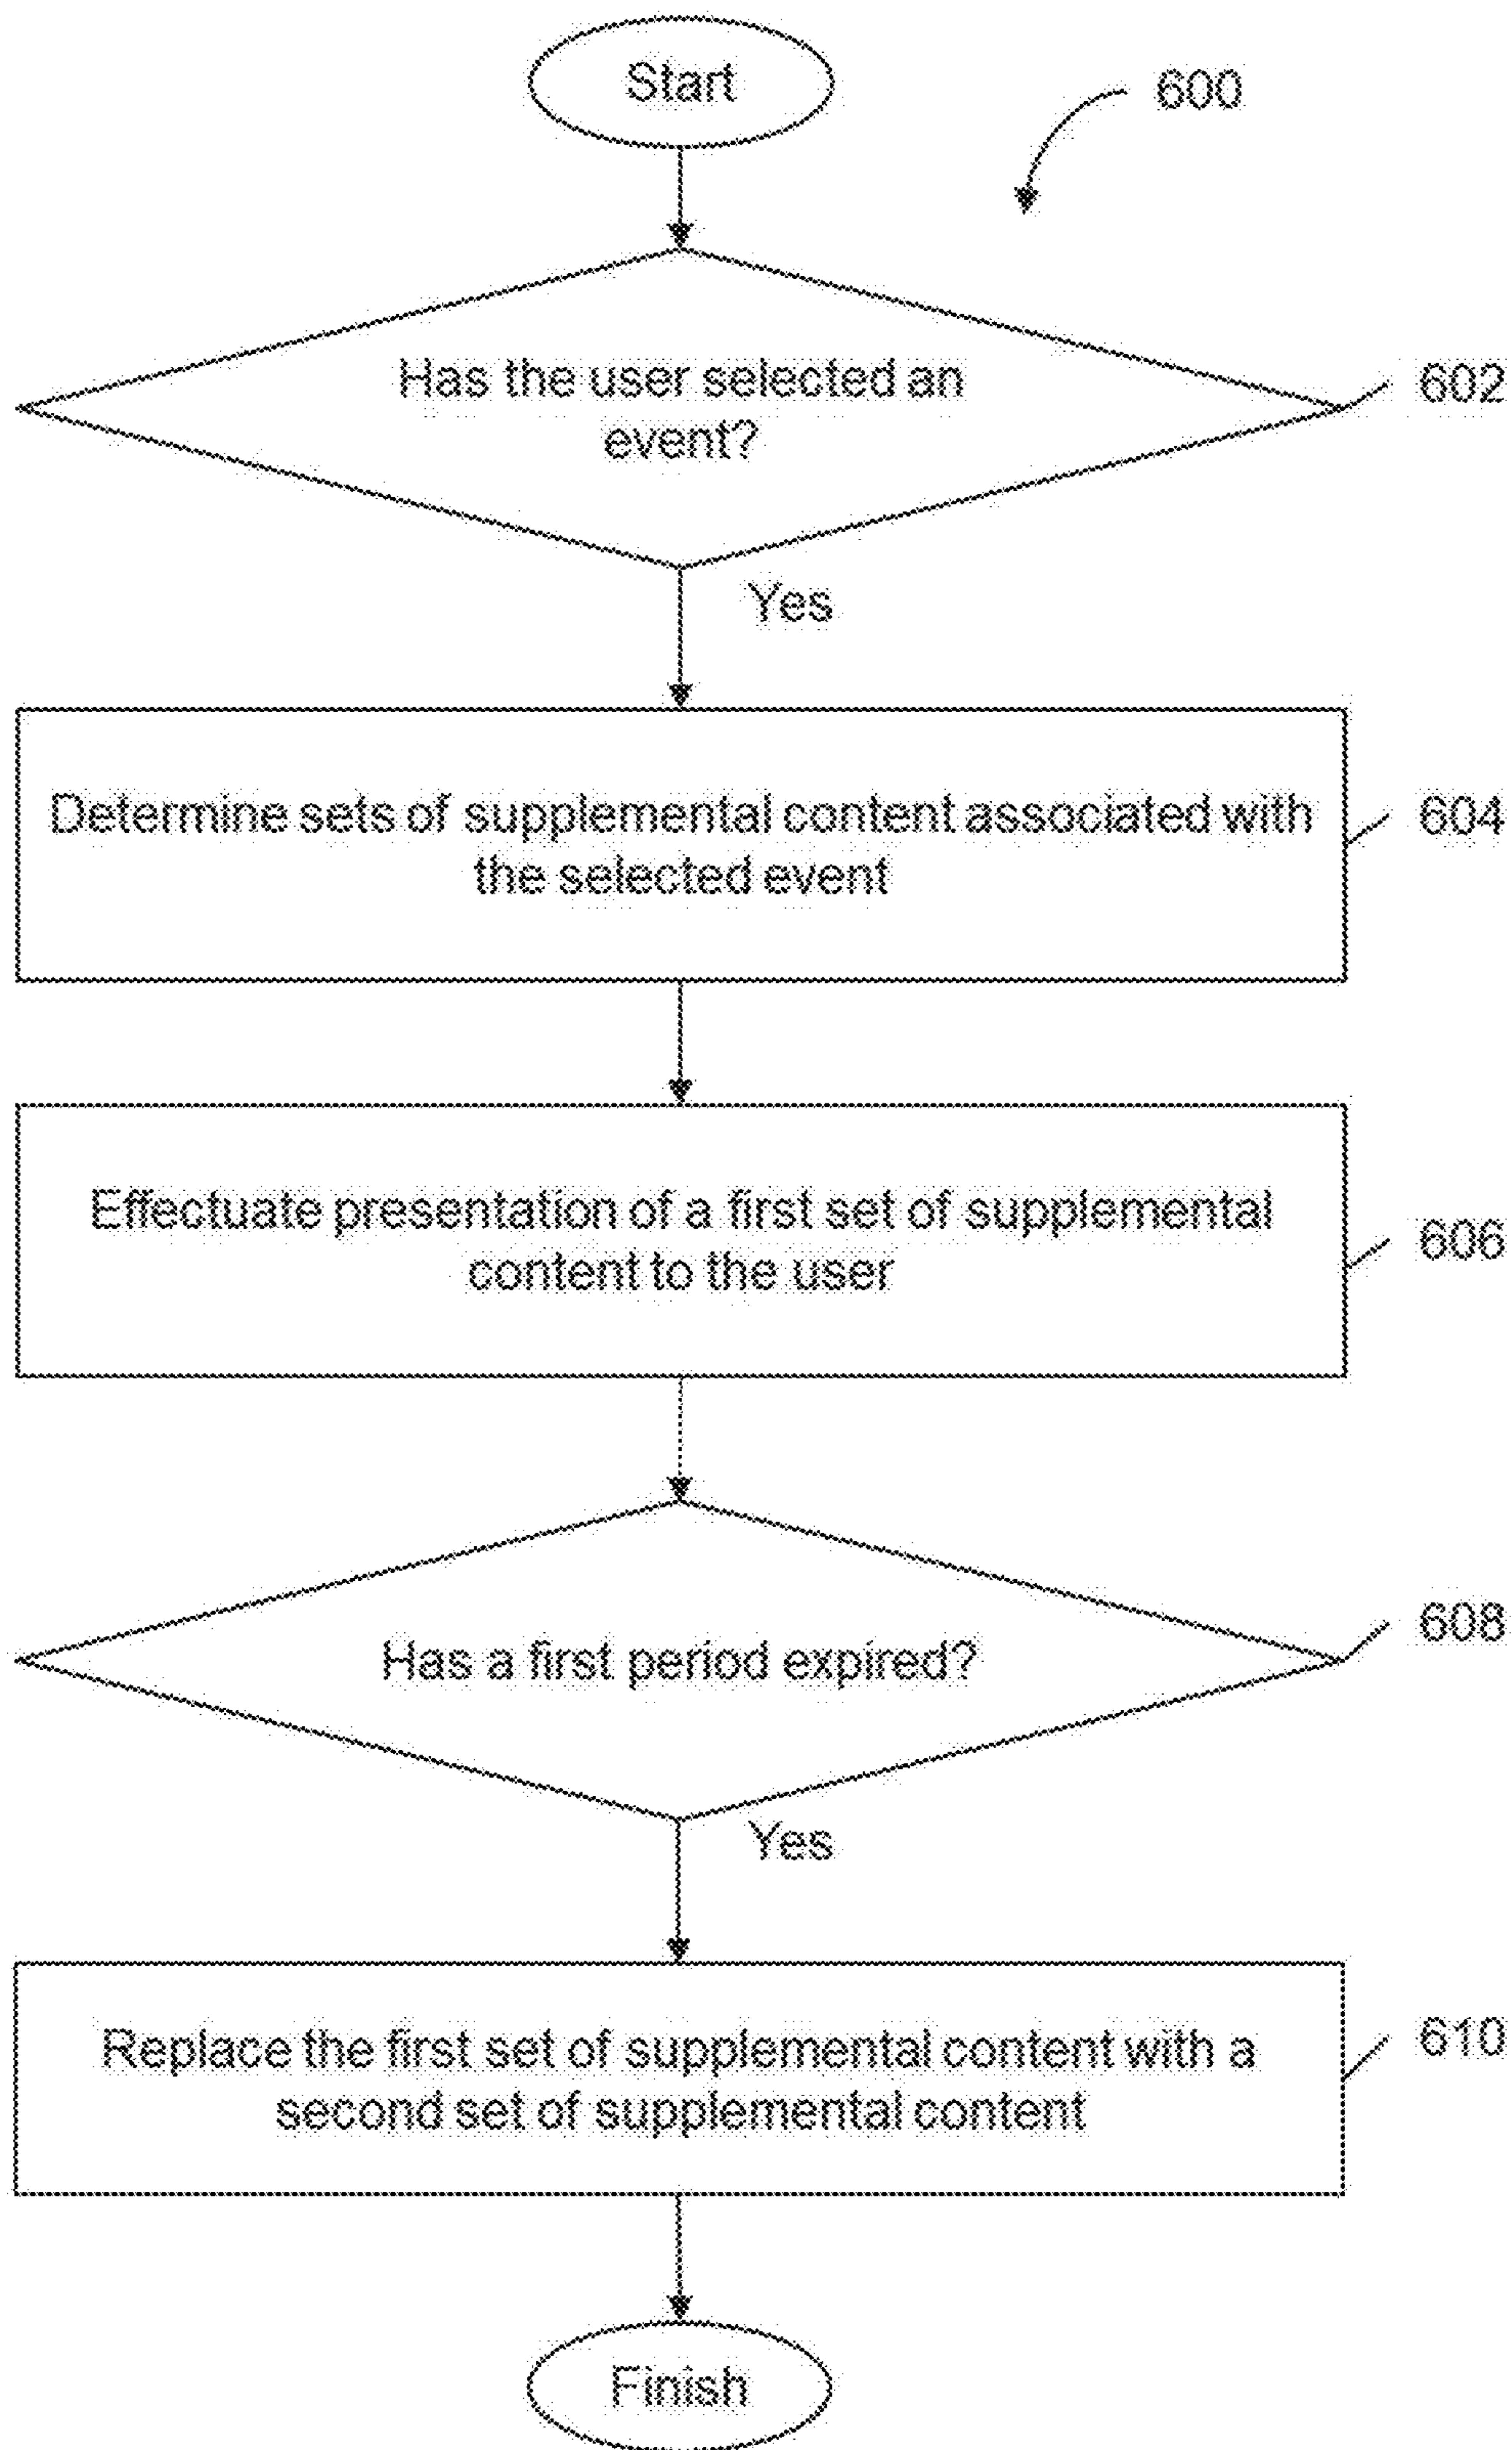 Start
600
Has the user selected an
event?
602
Yes
Determine sets of supplemental content associated with
the selected event
604
Effectuate presentation of a first set of supplemental
content to the user
606
Has a first period expired?
608
Yes
Replace the first set of supplemental content with a
second set of supplemental content
610
Finish